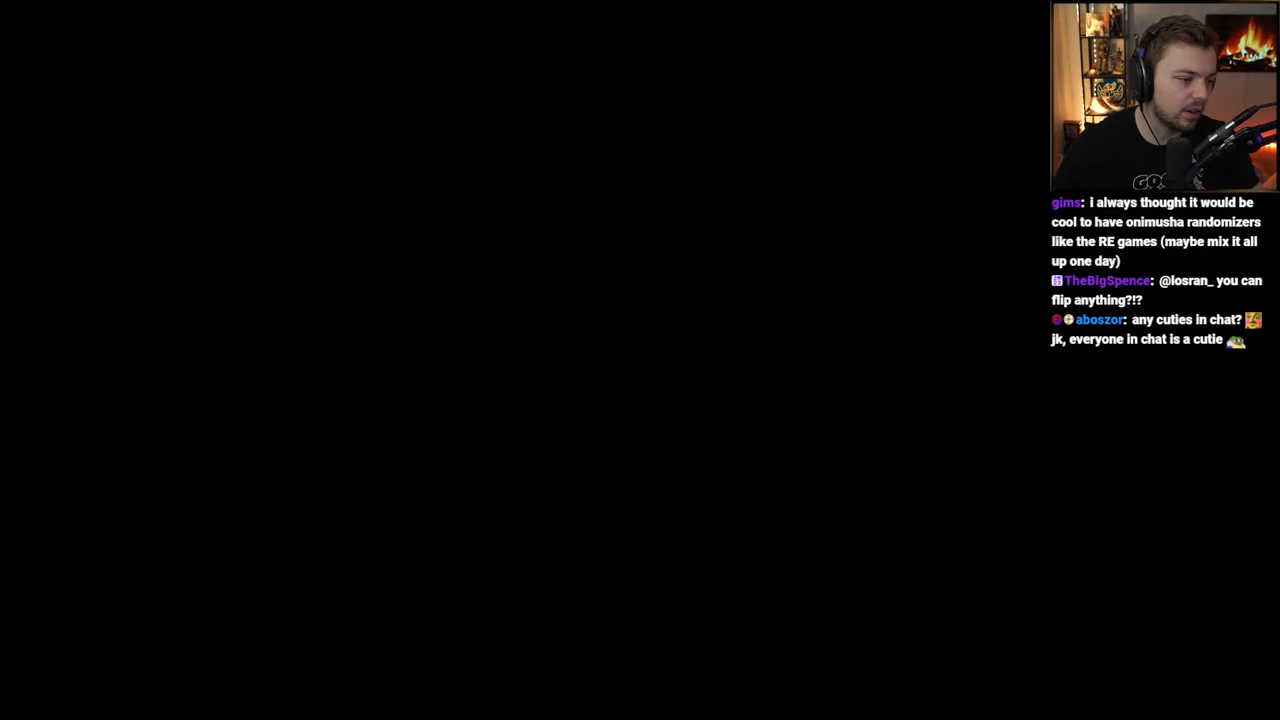 gims: i always thought it would be
cool to have onimusha randomizers
like the RE games (maybe mix it all
up one day)
TheBigSpence: @losran_ you can
flip anything?!?
aboszor: any cuties in chat?
jk, everyone in chat is a cutie